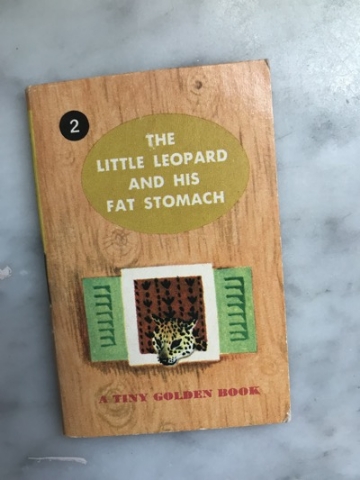 2
THE
LITTLE LEOPARD
AND HIS
FAT STOMACH
A TINY GOLDEN BOOK